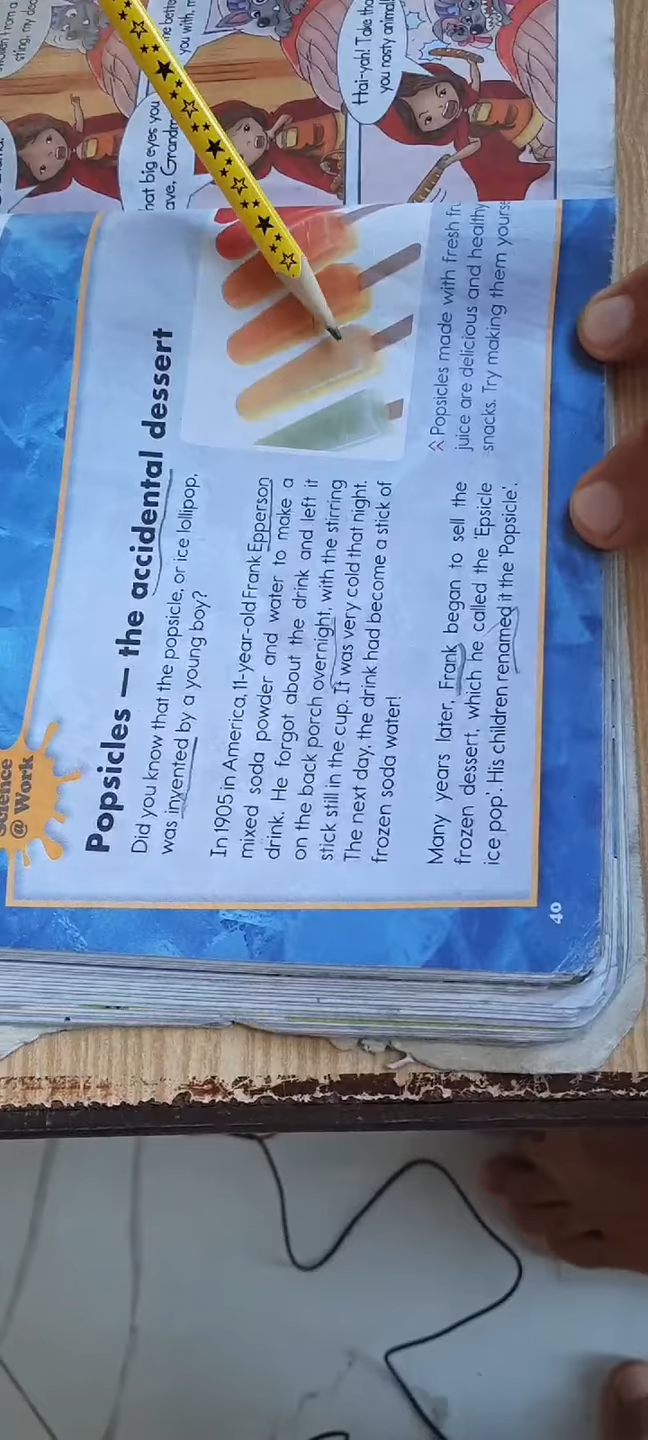 Science
@ Work
Popsicles — the accidental dessert
Did you know that the popsicle, or ice lollipop,
was invented by a young boy?
In 1905 in America, 11-year-old Frank Epperson
mixed soda powder and water to make a
drink. He forgot about the drink and left it
on the back porch overnight, with the stirring
stick still in the cup. It was very cold that night.
The next day, the drink had become a stick of
frozen soda water!
Many years later, Frank began to sell the
frozen dessert, which he called the 'Epsicle
ice pop'. His children renamed it the 'Popsicle'.
Popsicles made with fresh
juice are delicious and healthy
snacks. Try making them
40
sting, my
big eyes you
you with,
Hai-yah! Take
you nasty